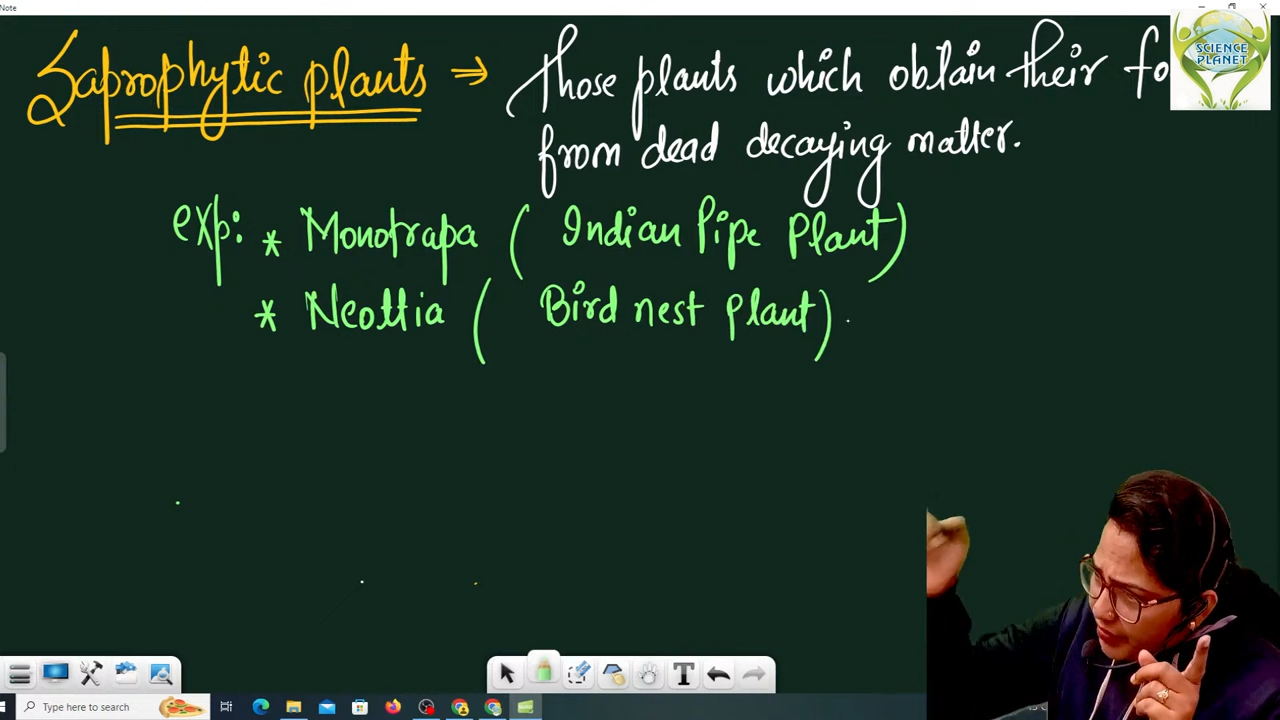 Note
Saprophytic plants ⇒ Those plants which obtain their fo
from dead decaying matter.
exp: * Monotrapa ( Indian Pipe Plant)
* Neottia ( Bird nest plant)
SCIENCE
PLANET
Type here to search